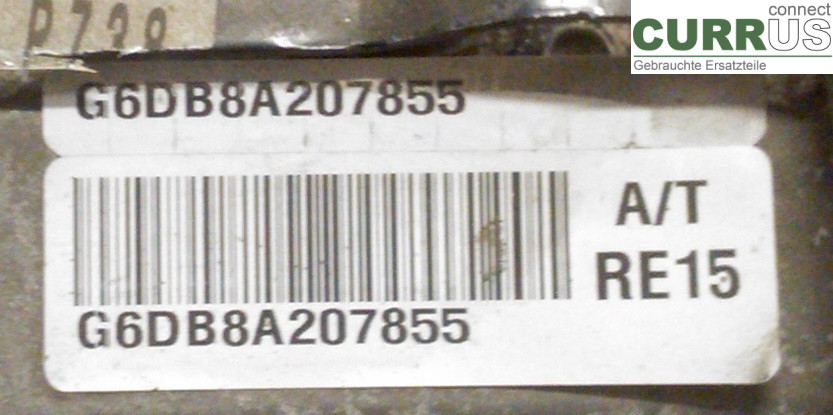 connect
CURRUS
Gebrauchte Ersatzteile
G6DB8A207855
A/T
RE15
G6DB8A207855